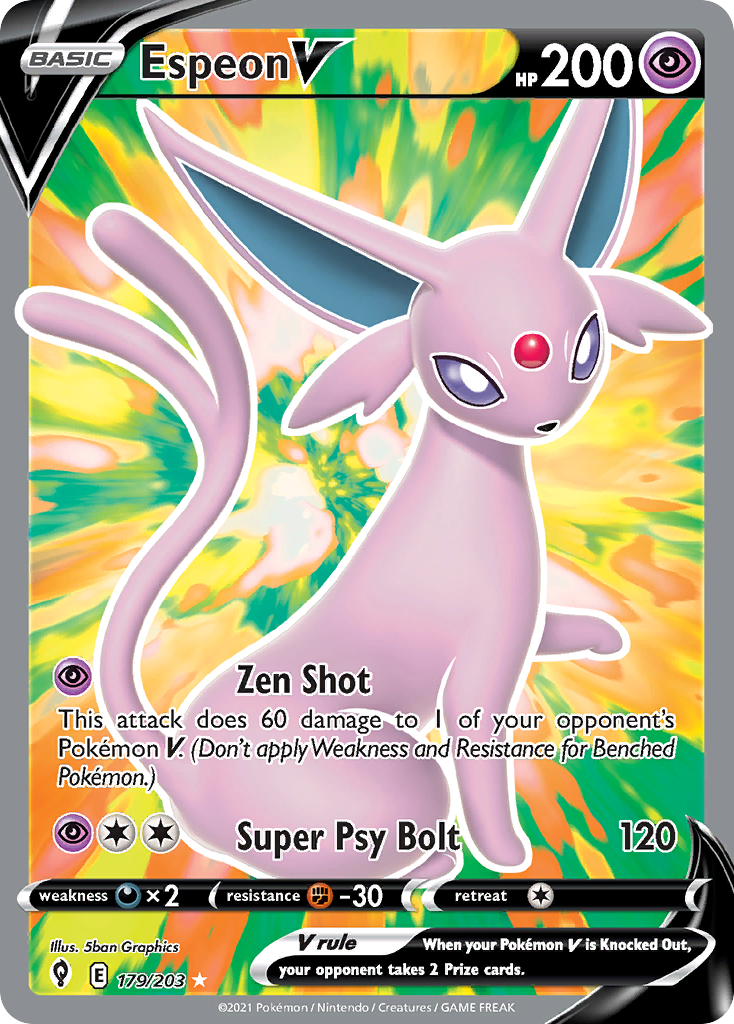 BASIC Espeon V HP 200
Zen Shot
This attack does 60 damage to 1 of your opponent's
Pokémon V. (Don't apply Weakness and Resistance for Benched
Pokémon.)
Super Psy Bolt 120
weakness ×2 resistance -30 retreat
V rule When your Pokémon V is Knocked Out,
your opponent takes 2 Prize cards.
Illus. 5ban Graphics
E 179/203
©2021 Pokémon / Nintendo / Creatures / GAME FREAK